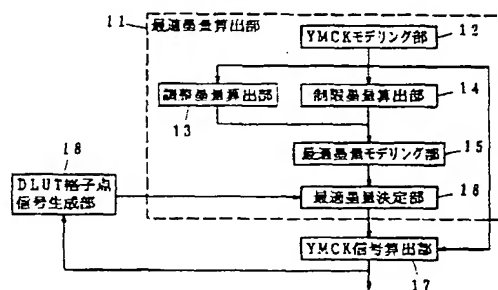 11
最適墨量算出部
YMCKモデリング部
12
調整墨量算出部
13
制限墨量算出部
14
最適墨量モデリング部
15
18
DLUT格子点
信号生成部
最適墨量決定部
16
YMCK信号算出部
17